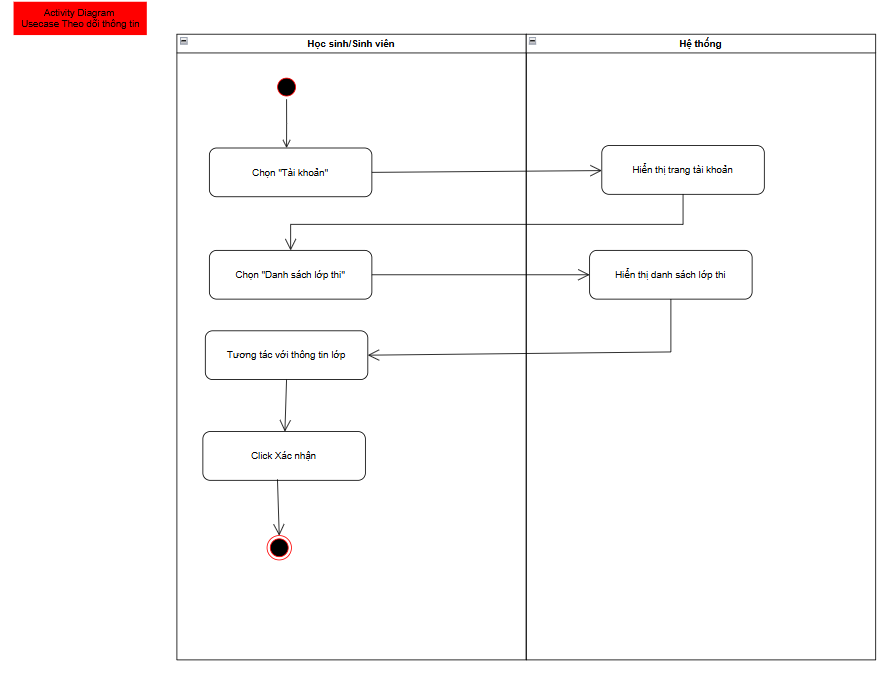 Activity Diagram
Usecase Theo dõi thông tin
Học sinh/Sinh viên
Hệ thống
Chọn "Tài khoản"
Hiển thị trang tài khoản
Chọn "Danh sách lớp thi"
Hiển thị danh sách lớp thi
Tương tác với thông tin lớp
Click Xác nhận